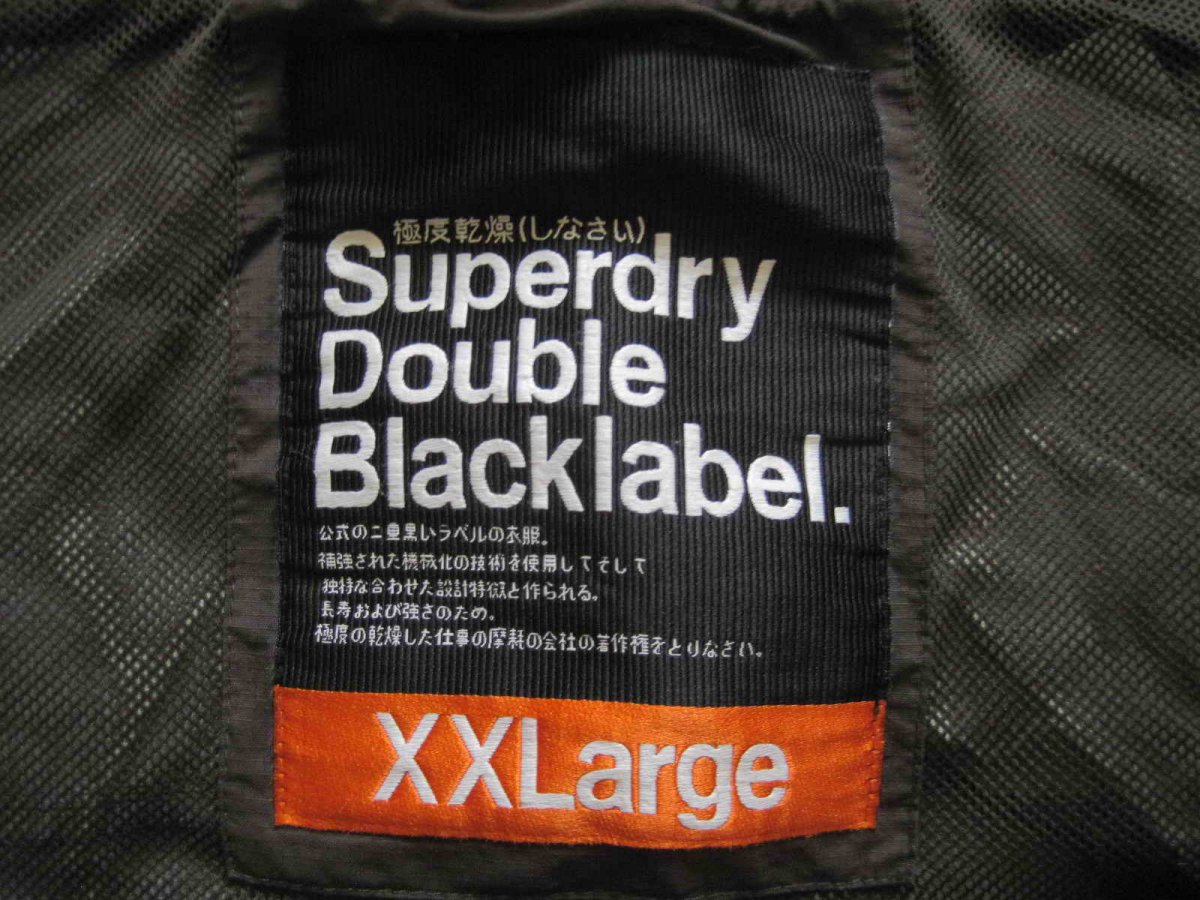 極度乾燥(しなさい)
Superdry
Double
Blacklabel.
公式の二重黒いラベルの衣服。
補強された機械化の技術を使用してそして
独特な合わせた設計特徴と作られる。
長寿および強さのため。
極度の乾燥した仕事の摩耗の会社の著作権をとりなさい。
XXLarge